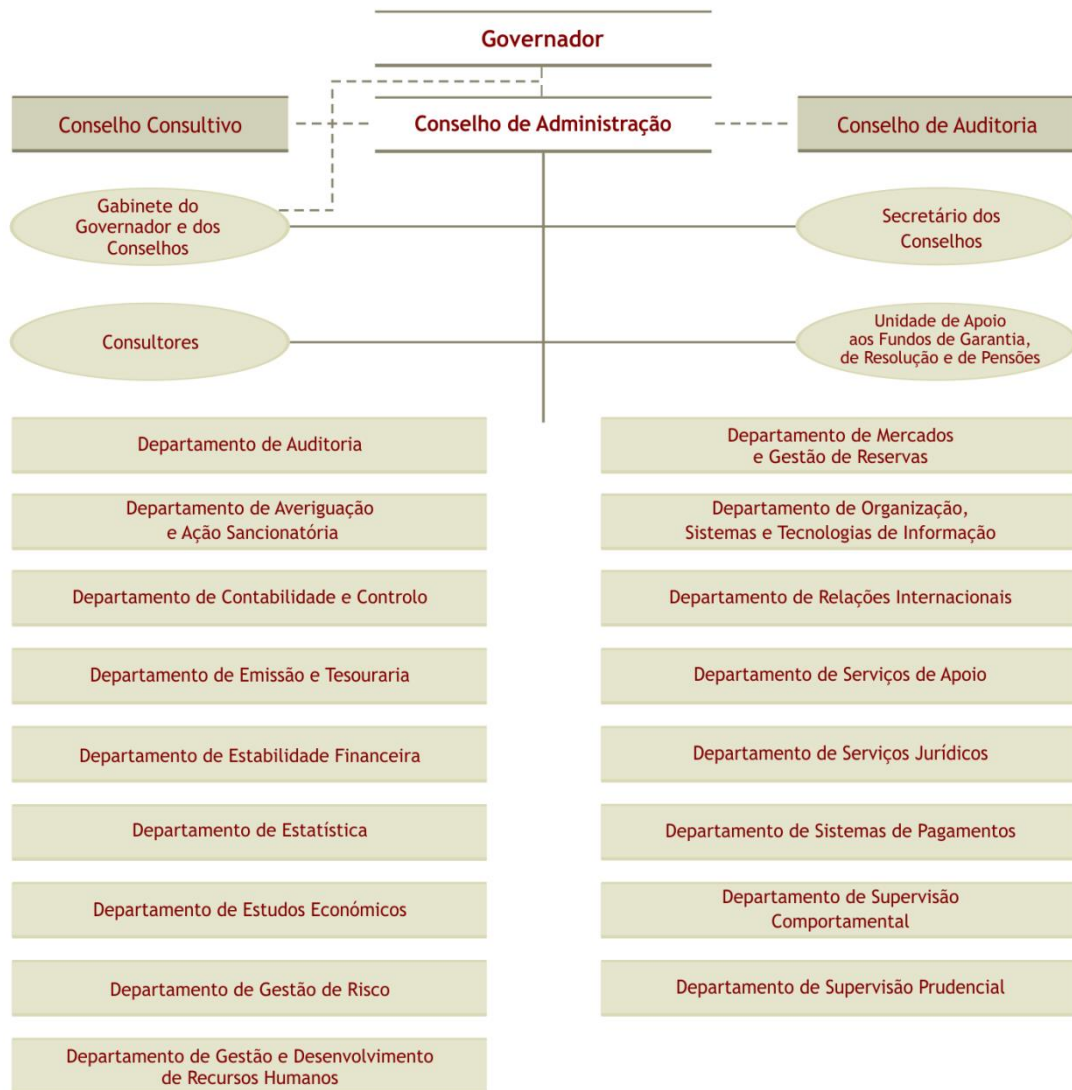 Governador
Conselho Consultivo
Conselho de Administração
Conselho de Auditoria
Gabinete do
Governador e dos
Conselhos
Secretário dos
Conselhos
Consultores
Unidade de Apoio
aos Fundos de Garantia,
de Resolução e de Pensões
Departamento de Auditoria
Departamento de Averiguação
e Ação Sancionatória
Departamento de Contabilidade e Controlo
Departamento de Emissão e Tesouraria
Departamento de Estabilidade Financeira
Departamento de Estatística
Departamento de Estudos Económicos
Departamento de Gestão de Risco
Departamento de Gestão e Desenvolvimento
de Recursos Humanos
Departamento de Mercados
e Gestão de Reservas
Departamento de Organização,
Sistemas e Tecnologias de Informação
Departamento de Relações Internacionais
Departamento de Serviços de Apoio
Departamento de Serviços Jurídicos
Departamento de Sistemas de Pagamentos
Departamento de Supervisão
Comportamental
Departamento de Supervisão Prudencial